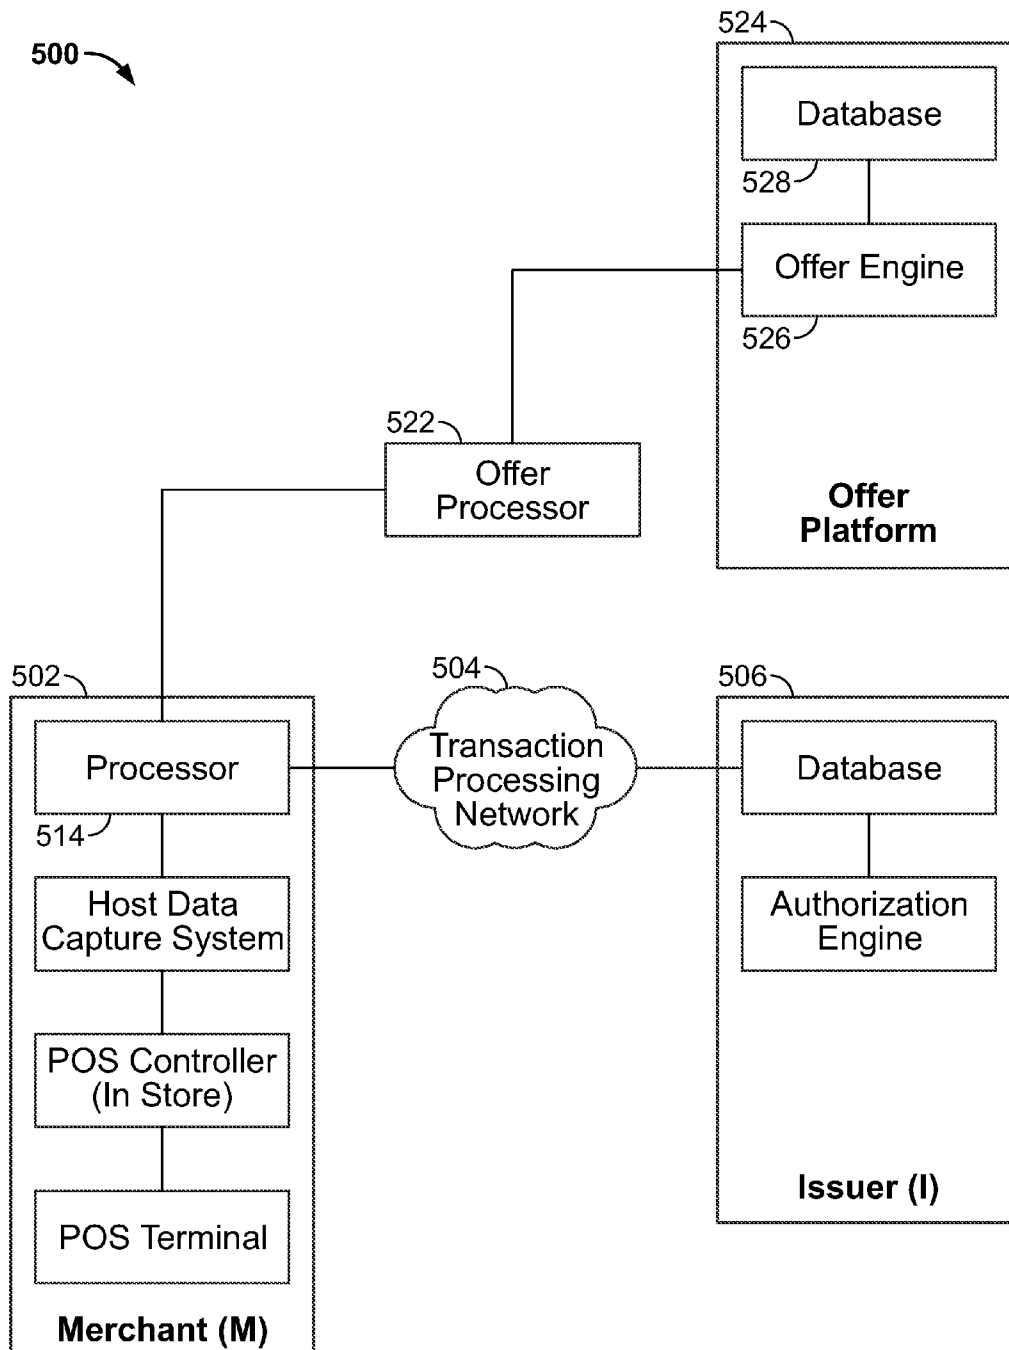 500
524
Database
528
Offer Engine
526
Offer
Platform
522
Offer
Processor
502
Processor
514
Host Data
Capture System
POS Controller
(In Store)
POS Terminal
Merchant (M)
504
Transaction
Processing
Network
506
Database
Authorization
Engine
Issuer (I)